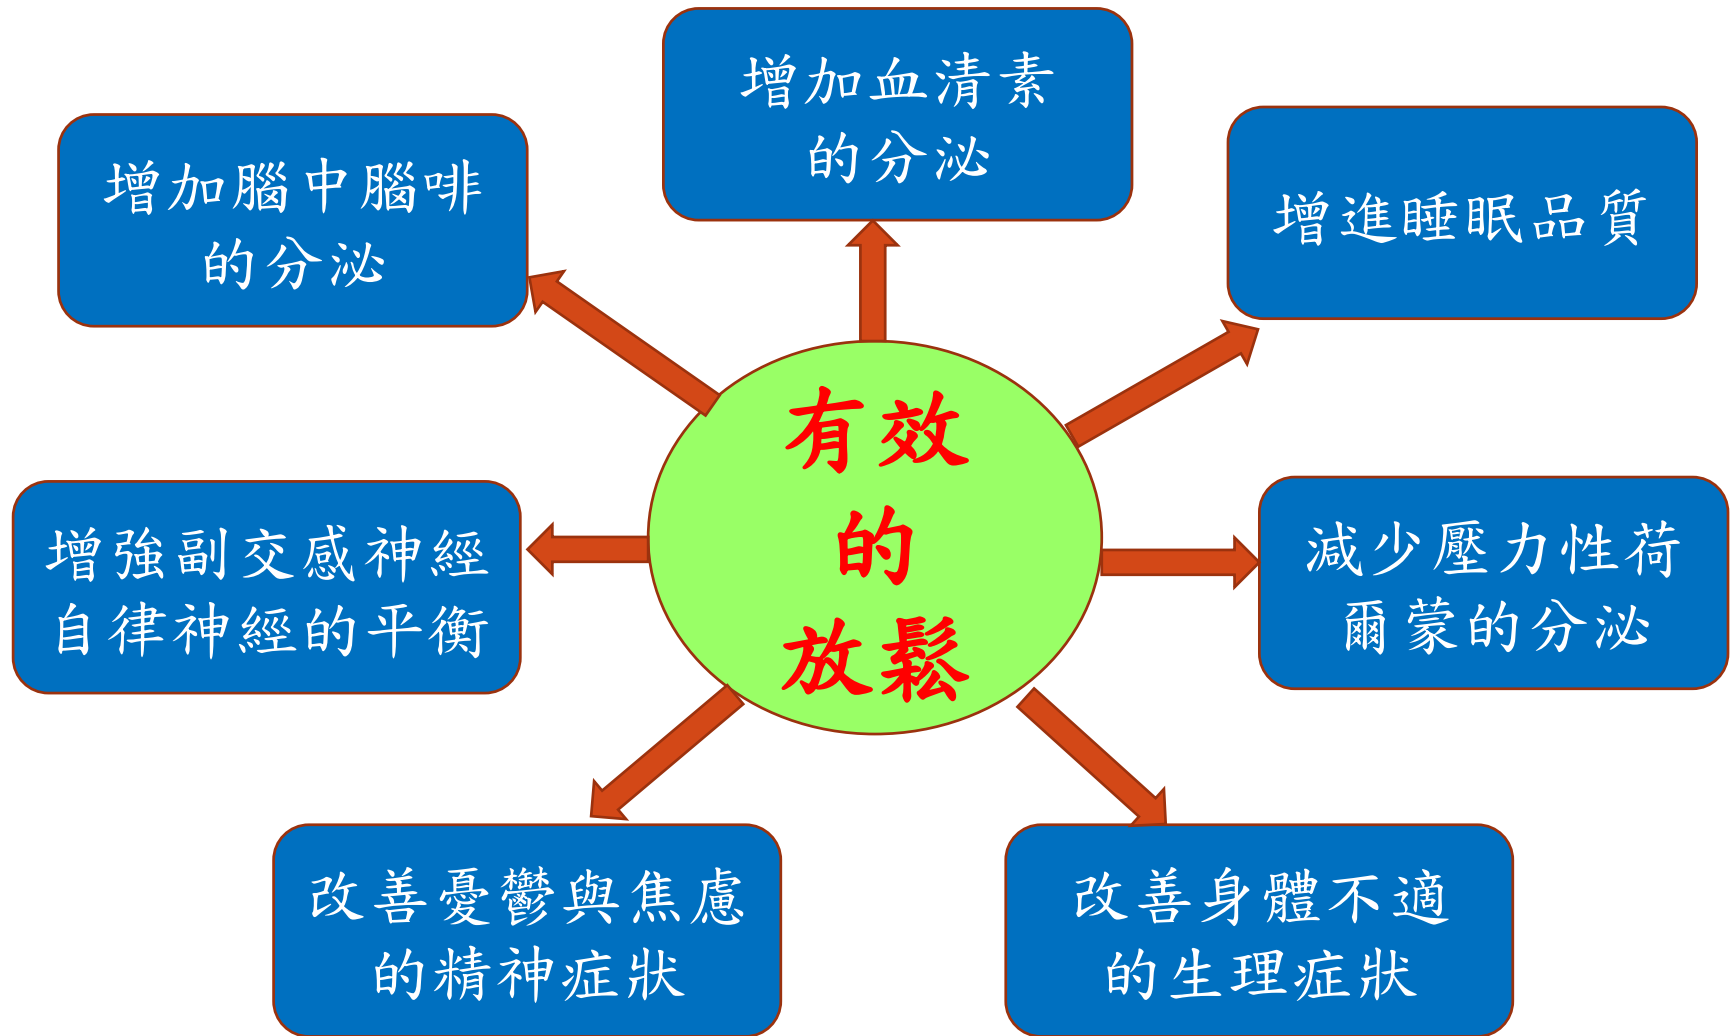 增加血清素
的分泌
增加腦中腦啡
的分泌
增進睡眠品質
有效
的
放鬆
增強副交感神經
自律神經的平衡
減少壓力性荷
爾蒙的分泌
改善憂鬱與焦慮
的精神症狀
改善身體不適
的生理症狀